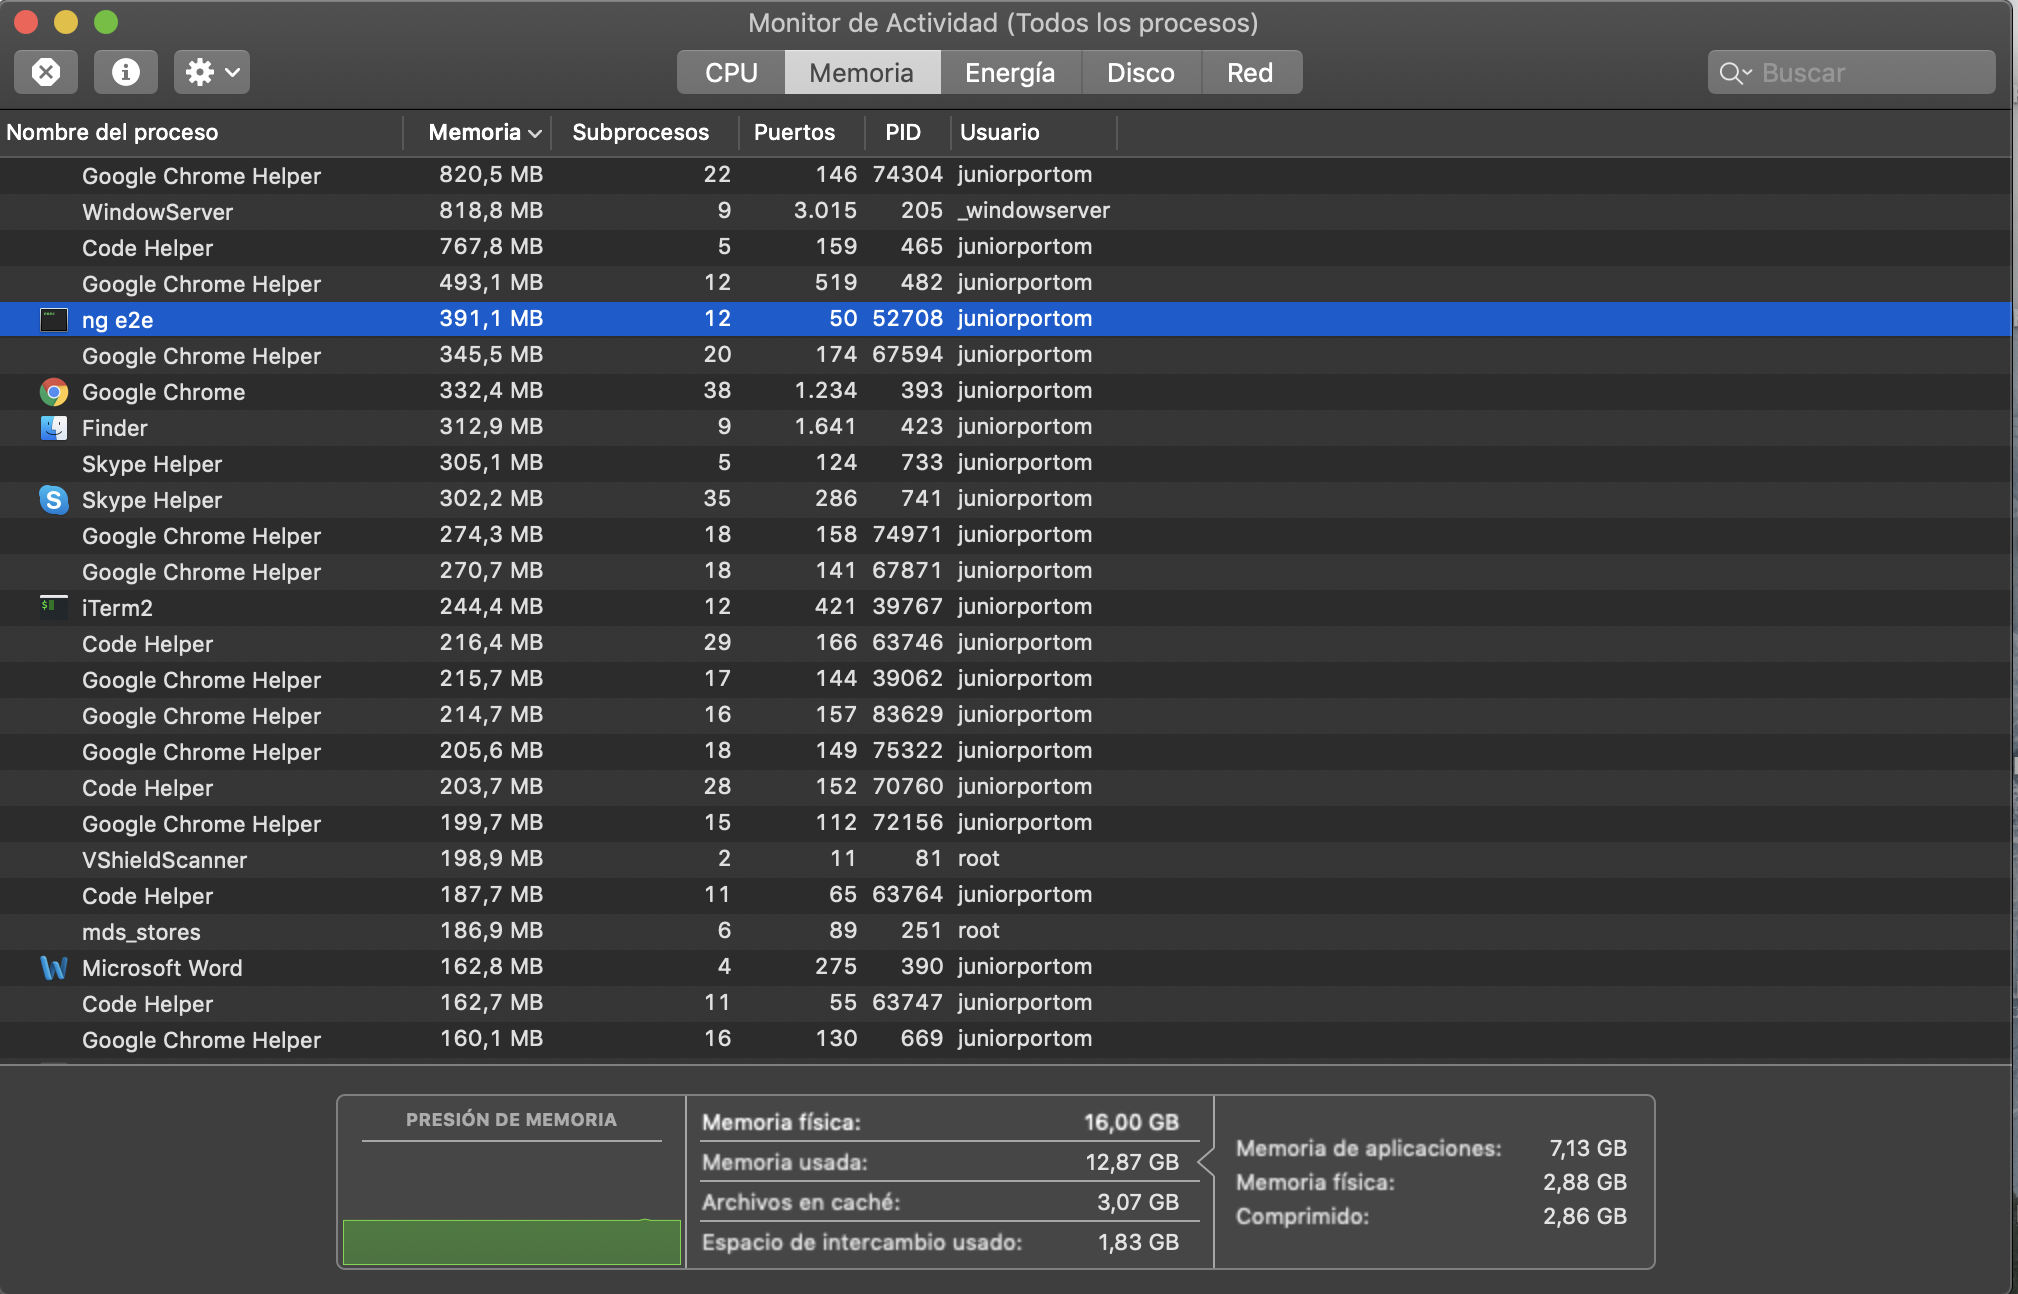 Monitor de Actividad (Todos los procesos)
CPU Memoria Energía Disco Red Buscar
Nombre del proceso Memoria Subprocesos Puertos PID Usuario
Google Chrome Helper 820,5 MB 22 146 74304 juniorportom
WindowServer 818,8 MB 9 3.015 205 _windowserver
Code Helper 767,8 MB 5 159 465 juniorportom
Google Chrome Helper 493,1 MB 12 519 482 juniorportom
ng e2e 391,1 MB 12 50 52708 juniorportom
Google Chrome Helper 345,5 MB 20 174 67594 juniorportom
Google Chrome 332,4 MB 38 1.234 393 juniorportom
Finder 312,9 MB 9 1.641 423 juniorportom
Skype Helper 305,1 MB 5 124 733 juniorportom
Skype Helper 302,2 MB 35 286 741 juniorportom
Google Chrome Helper 274,3 MB 18 158 74971 juniorportom
Google Chrome Helper 270,7 MB 18 141 67871 juniorportom
iTerm2 244,4 MB 12 421 39767 juniorportom
Code Helper 216,4 MB 29 166 63746 juniorportom
Google Chrome Helper 215,7 MB 17 144 39062 juniorportom
Google Chrome Helper 214,7 MB 16 157 83629 juniorportom
Google Chrome Helper 205,6 MB 18 149 75322 juniorportom
Code Helper 203,7 MB 28 152 70760 juniorportom
Google Chrome Helper 199,7 MB 15 112 72156 juniorportom
VShieldScanner 198,9 MB 2 11 81 root
Code Helper 187,7 MB 11 65 63764 juniorportom
mds_stores 186,9 MB 6 89 251 root
Microsoft Word 162,8 MB 4 275 390 juniorportom
Code Helper 162,7 MB 11 55 63747 juniorportom
Google Chrome Helper 160,1 MB 16 130 669 juniorportom
PRESIÓN DE MEMORIA
Memoria física: 16,00 GB
Memoria usada: 12,87 GB
Archivos en caché: 3,07 GB
Espacio de intercambio usado: 1,83 GB
Memoria de aplicaciones: 7,13 GB
Memoria física: 2,88 GB
Comprimido: 2,86 GB